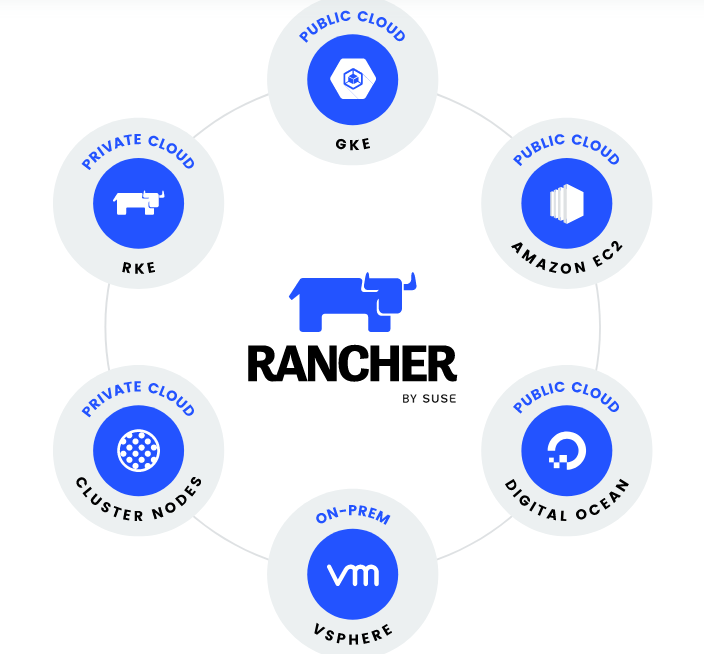 PUBLIC CLOUD
GKE
PRIVATE CLOUD
RKE
PUBLIC CLOUD
AMAZON EC2
RANCHER
BY SUSE
PRIVATE CLOUD
CLUSTER NODES
PUBLIC CLOUD
DIGITAL OCEAN
ON-PREM
vm
VSPHERE